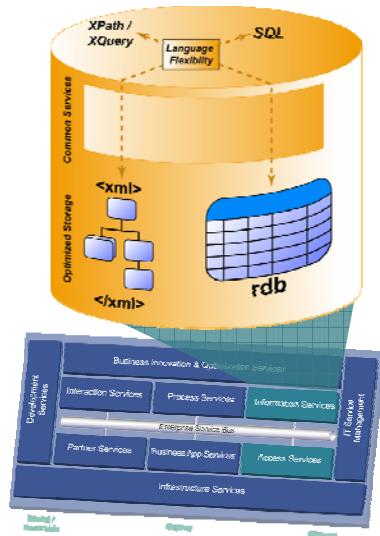 XPath /
XQuery
SQL
Language
Flexibility
Common Services
Optimized Storage
<xml>
</xml>
rdb
Development
Services
Business Innovation & Optimization Services
Interaction Services
Process Services
Information Services
Enterprise Service Bus
Partner Services
Business App Services
Access Services
IT Service
Management
Infrastructure Services